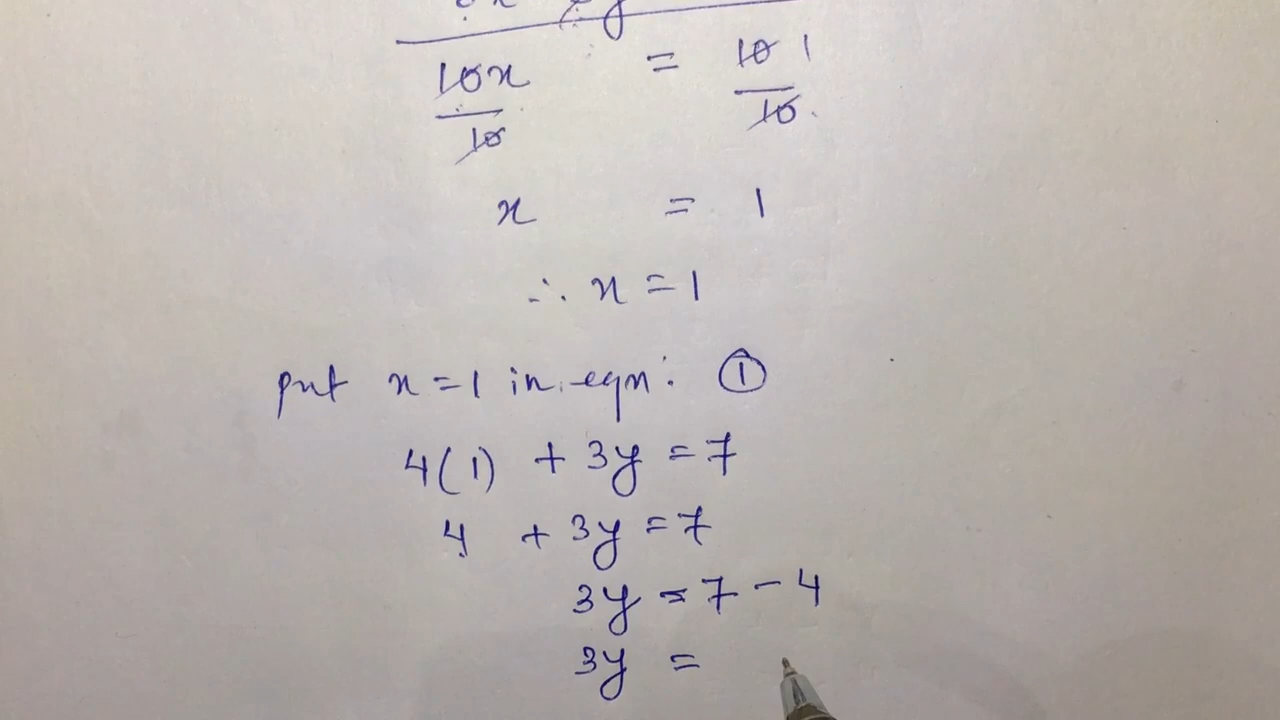 10x = 10 1
10 10
x = 1
∴ x = 1
put x = 1 in eqn: ①
4(1) + 3y = 7
4 + 3y = 7
3y = 7 - 4
3y =